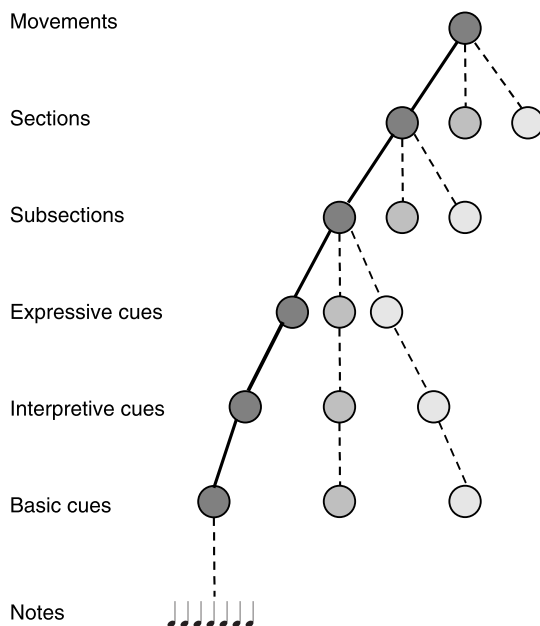 Movements
Sections
Subsections
Expressive cues
Interpretive cues
Basic cues
Notes